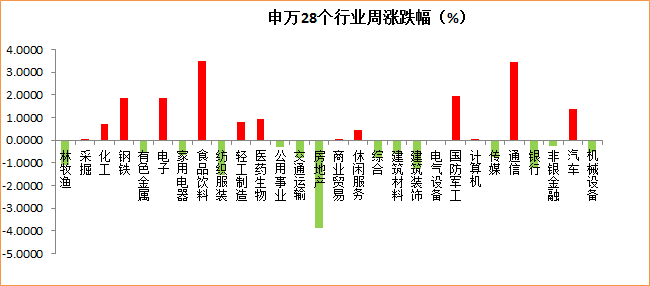 申万28个行业周涨跌幅（%）
4.0000
3.0000
2.0000
1.0000
0.0000
-1.0000
-2.0000
-3.0000
-4.0000
-5.0000
林牧渔
采掘
化工
钢铁
有色金属
电子
家用电器
食品饮料
纺织服装
轻工制造
医药生物
公用事业
交通运输
房地产
商业贸易
休闲服务
综合
建筑材料
建筑装饰
电气设备
国防军工
计算机
传媒
通信
银行
非银金融
汽车
机械设备